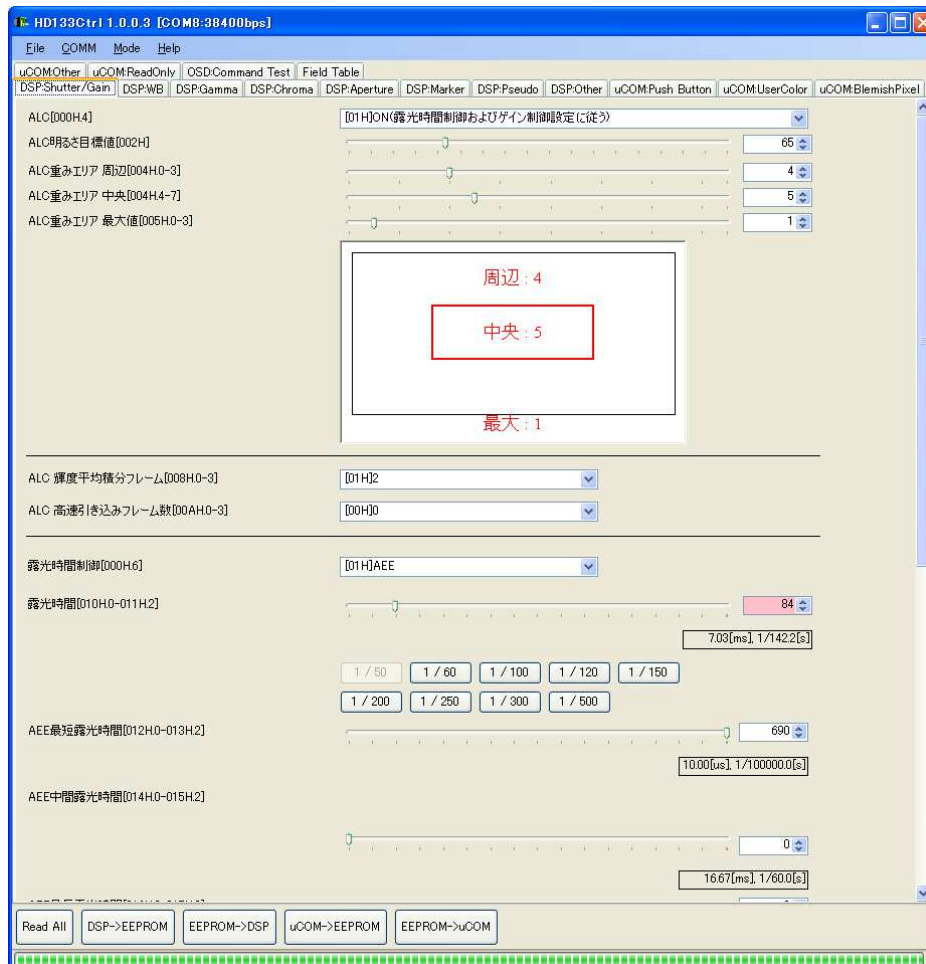 HD133Ctrl 1.0.0.3 [COM8:38400bps]
File COMM Mode Help
uCOM:Other uCOM:ReadOnly OSD:Command Test Field Table
DSP:Shutter/Gain DSP:WB DSP:Gamma DSP:Chroma DSP:Aperture DSP:Marker DSP:Pseudo DSP:Other uCOM:Push Button uCOM:UserColor uCOM:BlemishPixel
ALC[000H.4] [01H]ON(露光時間制御およびゲイン制御設定に従う)
ALC明るさ目標値[002H] 65
ALC重みエリア 周辺[004H.0-3] 4
ALC重みエリア 中央[004H.4-7] 5
ALC重みエリア 最大値[005H.0-3] 1
周辺 : 4
中央 : 5
最大 : 1
ALC 輝度平均積分フレーム[008H.0-3] [01H]2
ALC 高速引き込みフレーム数[00AH.0-3] [00H]0
露光時間制御[000H.6] [01H]AEE
露光時間[010H.0-011H.2] 84
7.03[ms], 1/142.2[s]
1 / 50 1 / 60 1 / 100 1 / 120 1 / 150
1 / 200 1 / 250 1 / 300 1 / 500
AEE最短露光時間[012H.0-013H.2] 690
10.00[us], 1/100000.0[s]
AEE中間露光時間[014H.0-015H.2]
0
16.67[ms], 1/60.0[s]
Read All DSP->EEPROM EEPROM->DSP uCOM->EEPROM EEPROM->uCOM